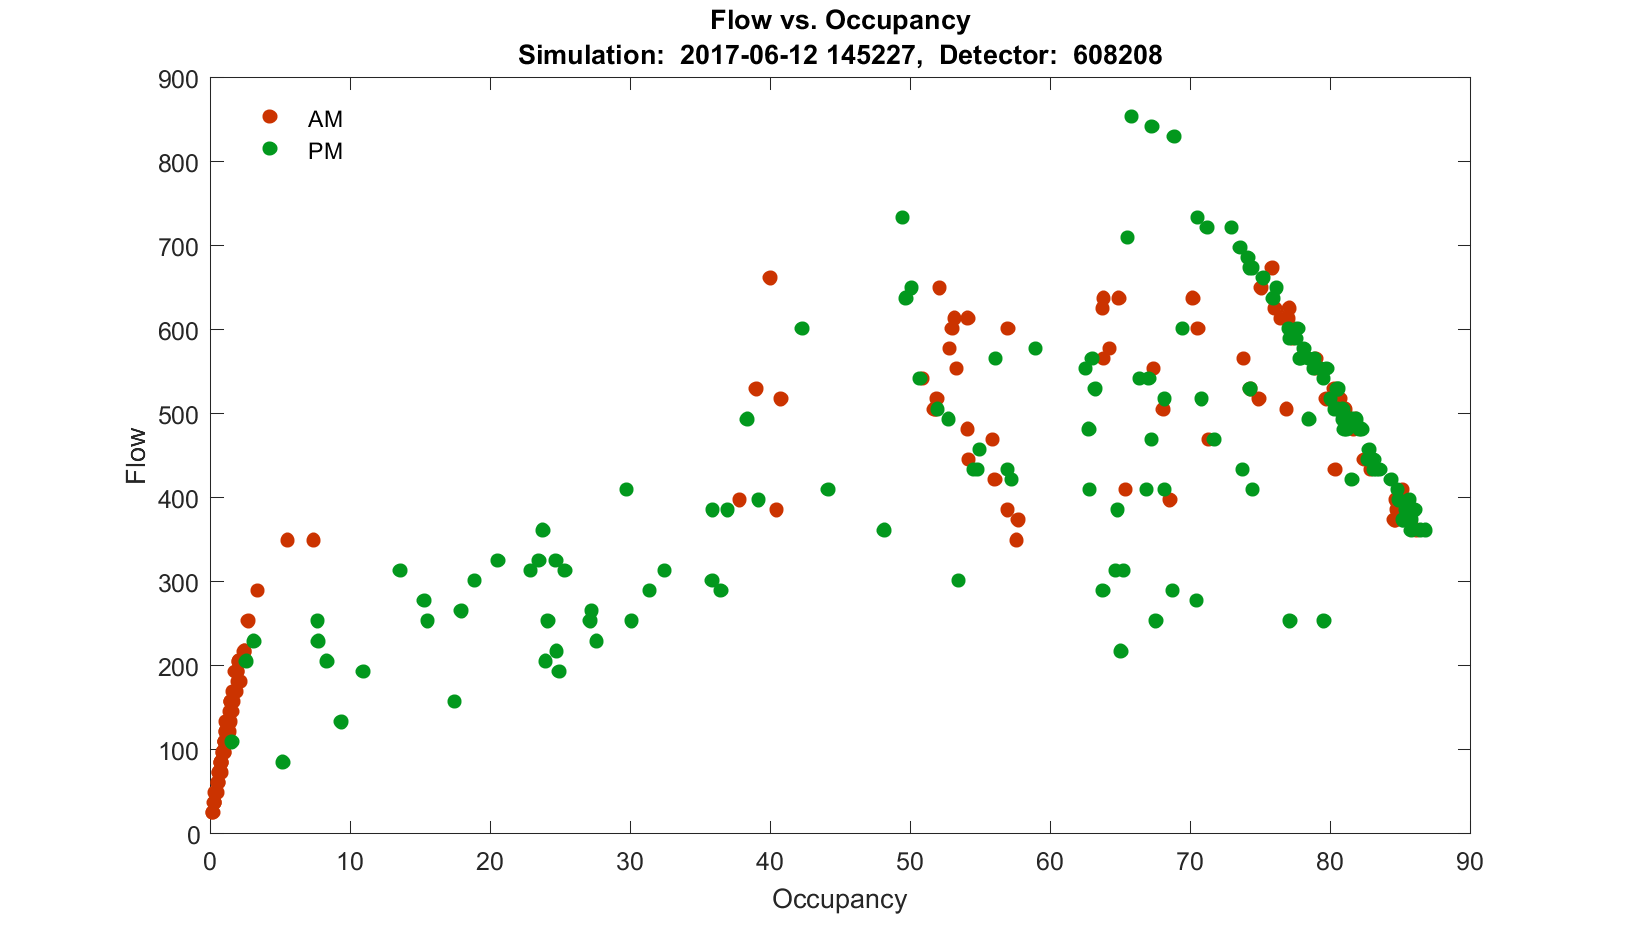 Flow vs. Occupancy
Simulation:  2017-06-12 145227,  Detector:  608208
900
800
700
600
500
400
300
200
100
0
AM
PM
Flow
0 10 20 30 40 50 60 70 80 90
Occupancy